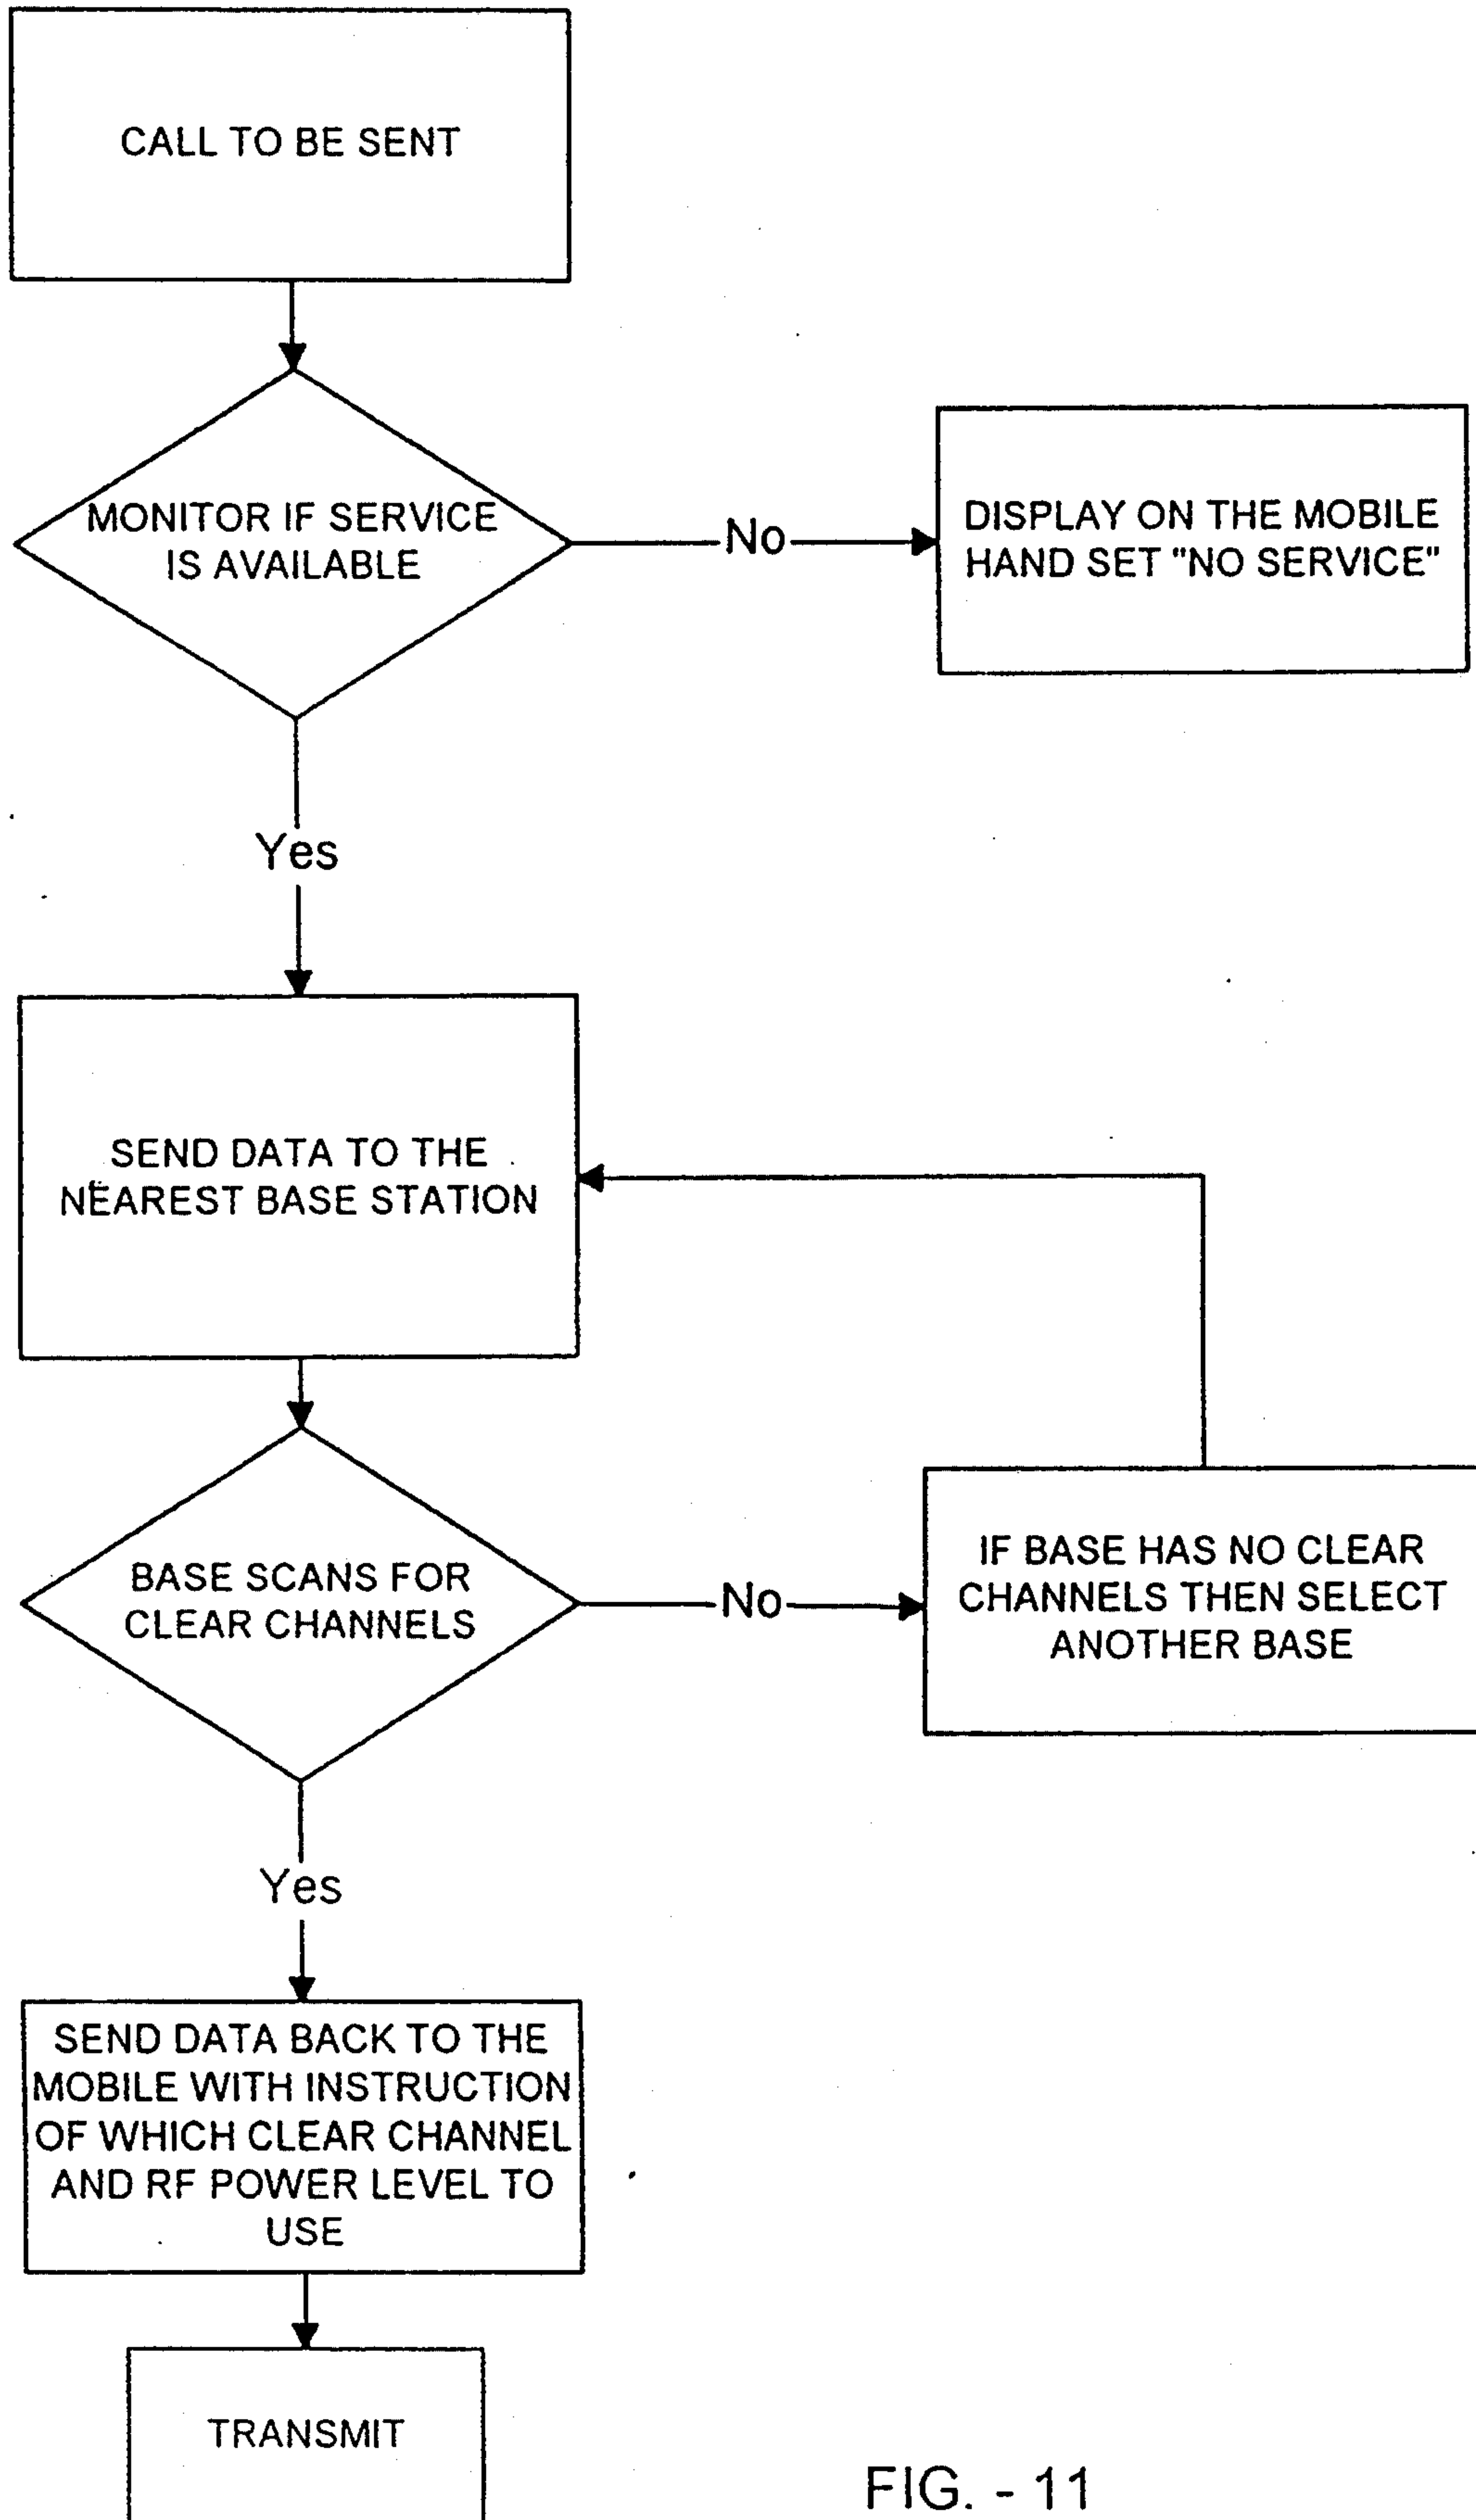 CALL TO BE SENT
MONITOR IF SERVICE
IS AVAILABLE
No
DISPLAY ON THE MOBILE
HAND SET "NO SERVICE"
Yes
SEND DATA TO THE
NEAREST BASE STATION
BASE SCANS FOR
CLEAR CHANNELS
No
IF BASE HAS NO CLEAR
CHANNELS THEN SELECT
ANOTHER BASE
Yes
SEND DATA BACK TO THE
MOBILE WITH INSTRUCTION
OF WHICH CLEAR CHANNEL
AND RF POWER LEVEL TO
USE
TRANSMIT
FIG. - 11